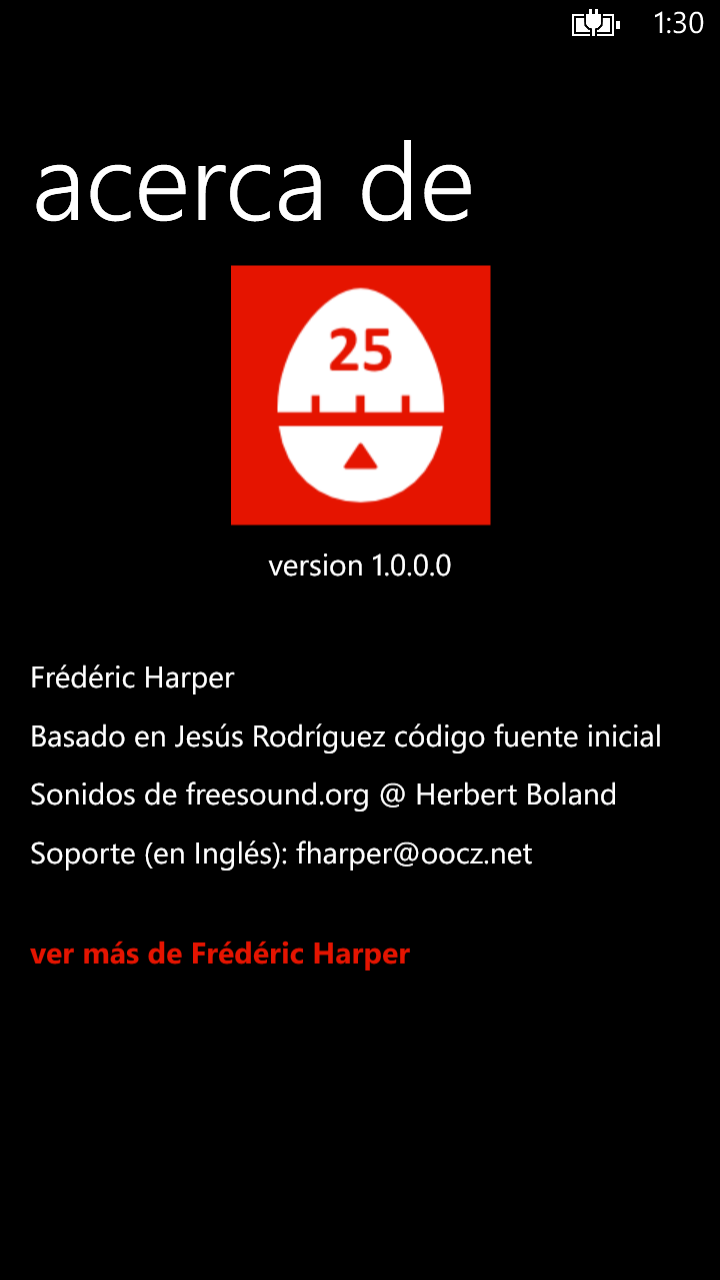 1:30
acerca de
25
version 1.0.0.0
Frédéric Harper
Basado en Jesús Rodríguez código fuente inicial
Sonidos de freesound.org @ Herbert Boland
Soporte (en Inglés): fharper@oocz.net
ver más de Frédéric Harper